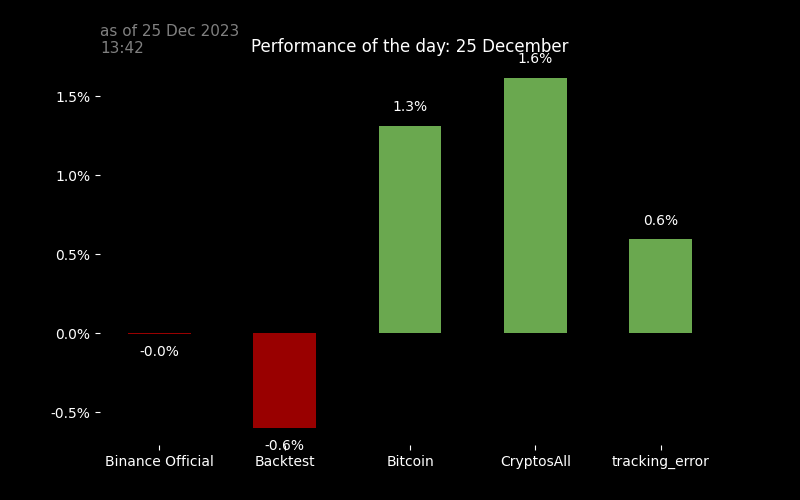 as of 25 Dec 2023
13:42
Performance of the day: 25 December
1.6%
1.5%
1.3%
1.0%
0.6%
0.5%
0.0%
-0.0%
-0.5%
-0.6%
Binance Official
Backtest
Bitcoin
CryptosAll
tracking_error